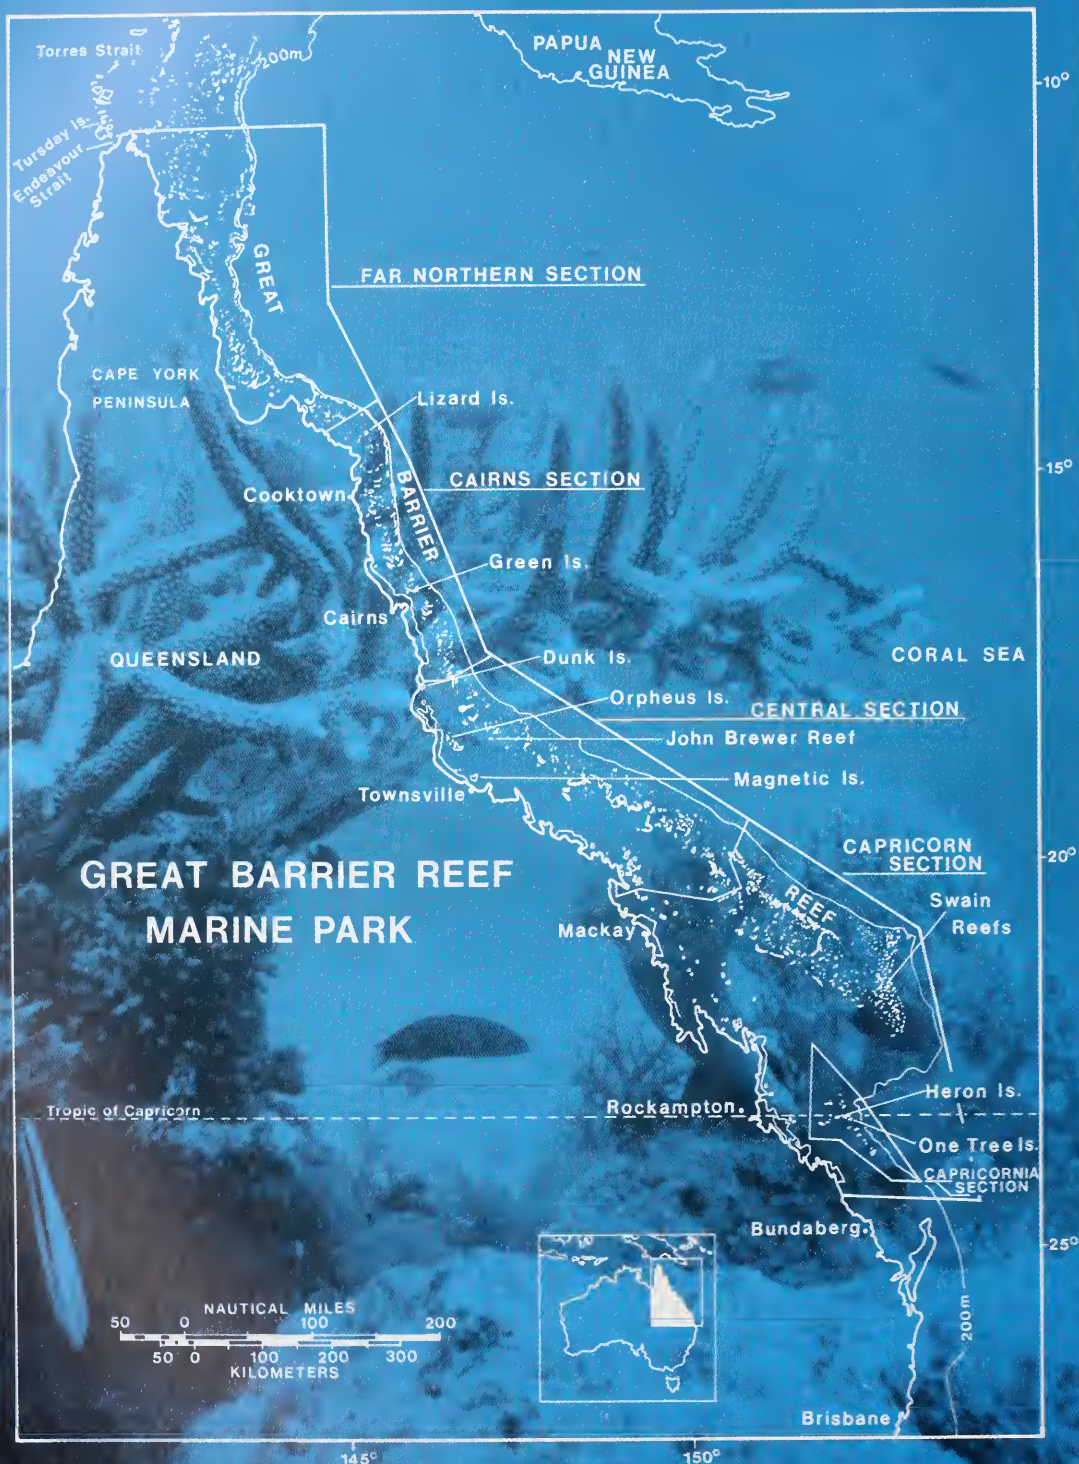 Torres Strait
200m
PAPUA
NEW
GUINEA
10°
Tursday Is.
Endeavour
Strait
GREAT
FAR NORTHERN SECTION
CAPE YORK
PENINSULA
Lizard Is.
15°
BARRIER
CAIRNS SECTION
Cooktown
Green Is.
Cairns
QUEENSLAND
Dunk Is.
CORAL SEA
Orpheus Is.
CENTRAL SECTION
John Brewer Reef
Magnetic Is.
Townsville
CAPRICORN
SECTION
20°
GREAT BARRIER REEF
MARINE PARK
REEF
Swain
Reefs
Mackay
Heron Is.
Tropic of Capricorn
Rockampton
One Tree Is.
CAPRICORNIA
SECTION
Bundaberg
25°
NAUTICAL MILES
50 0 100 200
50 0 100 200 300
KILOMETERS
200m
Brisbane
145° 150°